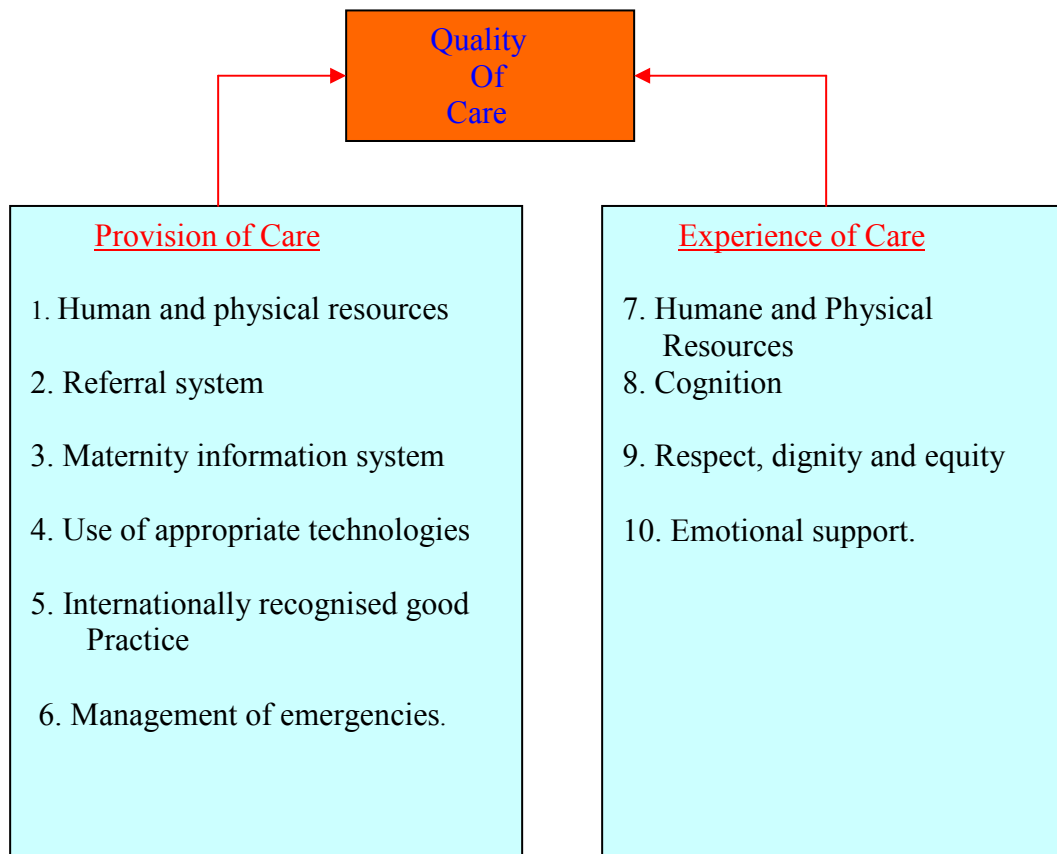 Quality
Of
Care
Provision of Care
1. Human and physical resources
2. Referral system
3. Maternity information system
4. Use of appropriate technologies
5. Internationally recognised good
Practice
6. Management of emergencies.
Experience of Care
7. Humane and Physical
Resources
8. Cognition
9. Respect, dignity and equity
10. Emotional support.